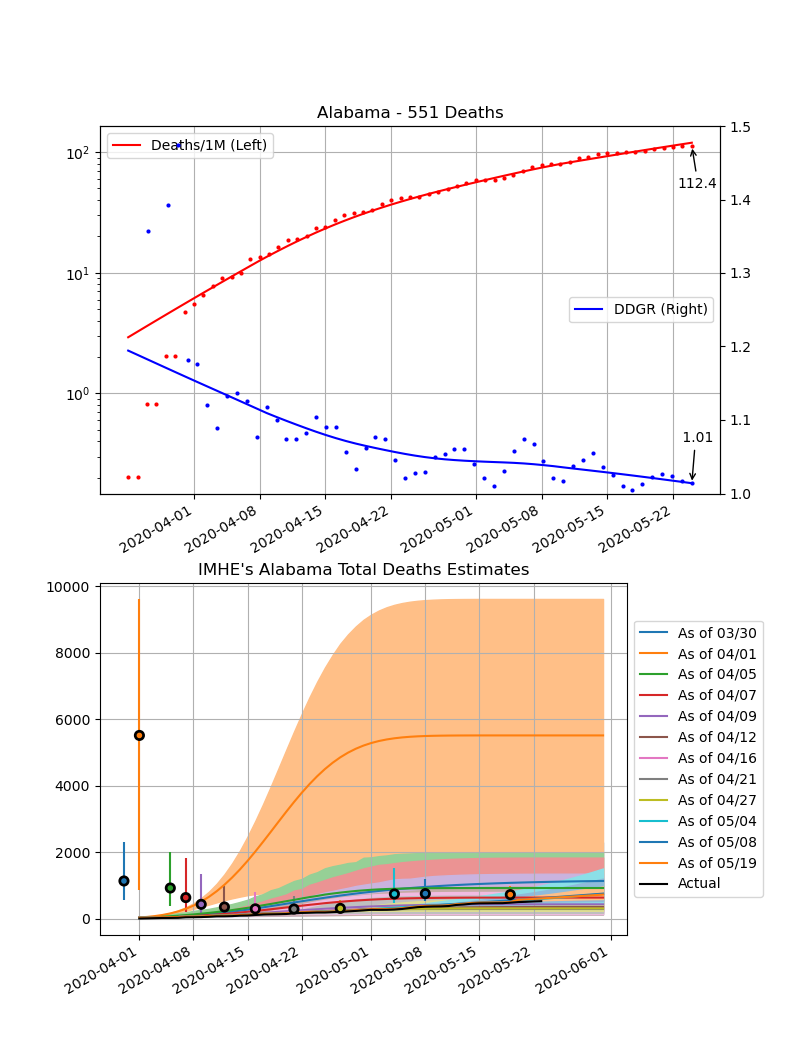 Alabama - 551 Deaths
Deaths/1M (Left)
DDGR (Right)
10²
10¹
10⁰
1.5
1.4
1.3
1.2
1.1
1.0
112.4
1.01
2020-04-01
2020-04-08
2020-04-15
2020-04-22
2020-05-01
2020-05-08
2020-05-15
2020-05-22
IMHE's Alabama Total Deaths Estimates
10000
8000
6000
4000
2000
0
2020-04-01
2020-04-08
2020-04-15
2020-04-22
2020-05-01
2020-05-08
2020-05-15
2020-05-22
2020-06-01
As of 03/30
As of 04/01
As of 04/05
As of 04/07
As of 04/09
As of 04/12
As of 04/16
As of 04/21
As of 04/27
As of 05/04
As of 05/08
As of 05/19
Actual